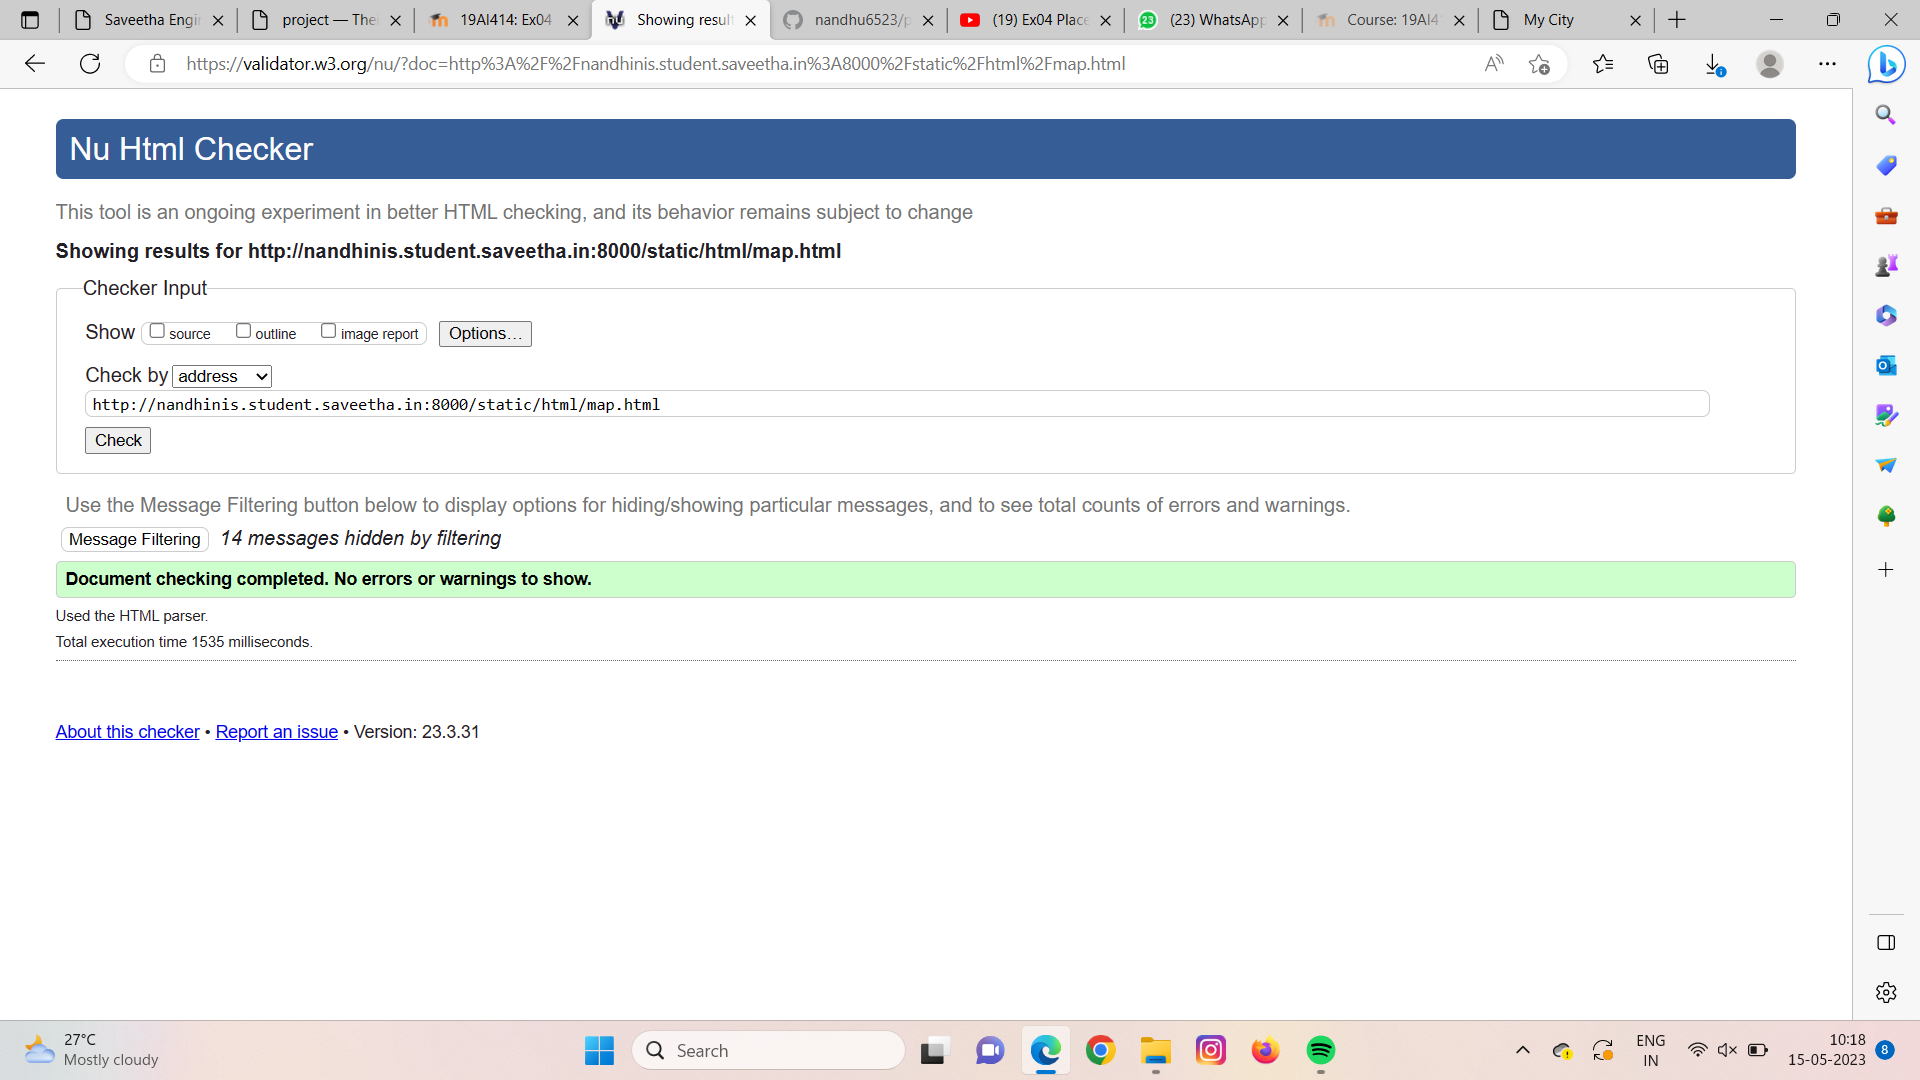 Saveetha Engi
project — The
19AI414: Ex04
Showing result
nandhu6523/p
(19) Ex04 Place
(23) WhatsApp
Course: 19AI4
My City
https://validator.w3.org/nu/?doc=http%3A%2F%2Fnandhinis.student.saveetha.in%3A8000%2Fstatic%2Fhtml%2Fmap.html
Nu Html Checker
This tool is an ongoing experiment in better HTML checking, and its behavior remains subject to change
Showing results for http://nandhinis.student.saveetha.in:8000/static/html/map.html
Checker Input
Show source outline image report Options...
Check by address
http://nandhinis.student.saveetha.in:8000/static/html/map.html
Check
Use the Message Filtering button below to display options for hiding/showing particular messages, and to see total counts of errors and warnings.
Message Filtering 14 messages hidden by filtering
Document checking completed. No errors or warnings to show.
Used the HTML parser.
Total execution time 1535 milliseconds.
About this checker • Report an issue • Version: 23.3.31
27°C
Mostly cloudy
Search
ENG
IN
10:18
15-05-2023
8